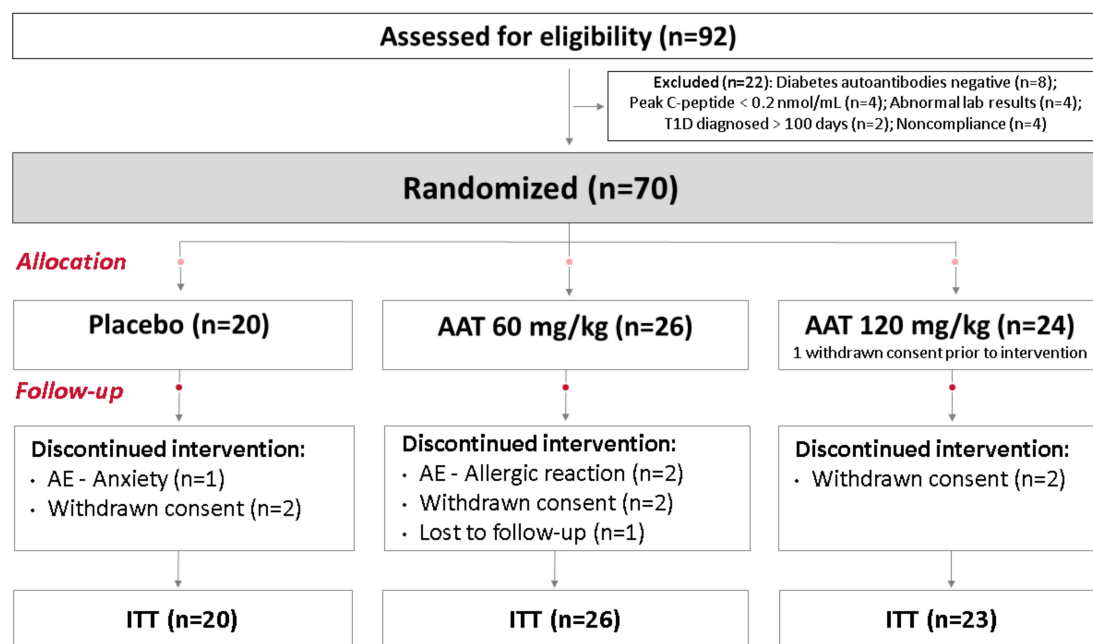 Assessed for eligibility (n=92)
Excluded (n=22): Diabetes autoantibodies negative (n=8);
Peak C-peptide < 0.2 nmol/mL (n=4); Abnormal lab results (n=4);
T1D diagnosed > 100 days (n=2); Noncompliance (n=4)
Randomized (n=70)
Allocation
Placebo (n=20)
AAT 60 mg/kg (n=26)
AAT 120 mg/kg (n=24)
1 withdrawn consent prior to intervention
Follow-up
Discontinued intervention:
· AE - Anxiety (n=1)
· Withdrawn consent (n=2)
Discontinued intervention:
· AE - Allergic reaction (n=2)
· Withdrawn consent (n=2)
· Lost to follow-up (n=1)
Discontinued intervention:
· Withdrawn consent (n=2)
ITT (n=20)
ITT (n=26)
ITT (n=23)